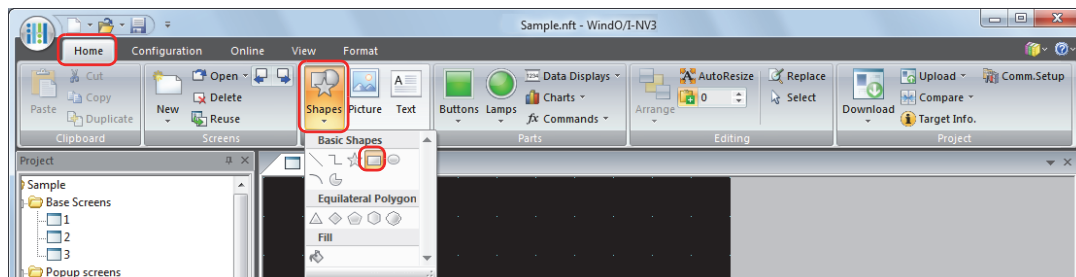 Sample.nft - WindO/I-NV3
Home Configuration Online View Format
Cut Open Data Displays AutoResize Replace Upload Comm.Setup
Copy Delete Charts 0 Select Compare
Paste Duplicate New Reuse Shapes Picture Text Buttons Lamps fx Commands Arrange Download Target Info.
Clipboard Screens Parts Editing Project
Project
Basic Shapes
Sample
Base Screens
1
2
3
Popup screens
Equilateral Polygon
Fill